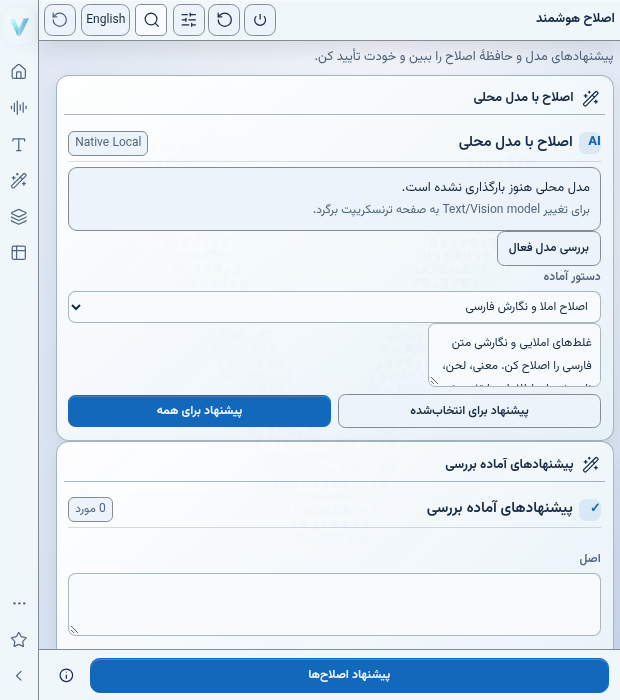 اصلاح هوشمند
English
پیشنهادهای مدل و حافظهٔ اصلاح را ببین و خودت تأیید کن.
اصلاح با مدل محلی
AI
اصلاح با مدل محلی
Native Local
مدل محلی هنوز بارگذاری نشده است.
برای تغییر Text/Vision model به صفحه ترنسکریپت برگرد.
بررسی مدل فعال
دستور آماده
اصلاح املا و نگارش فارسی
غلط‌های املایی و نگارشی متن
فارسی را اصلاح کن. معنی، لحن،
پیشنهاد برای انتخاب‌شده
پیشنهاد برای همه
پیشنهادهای آماده بررسی
✓
پیشنهادهای آماده بررسی
0 مورد
اصل
پیشنهاد اصلاح‌ها